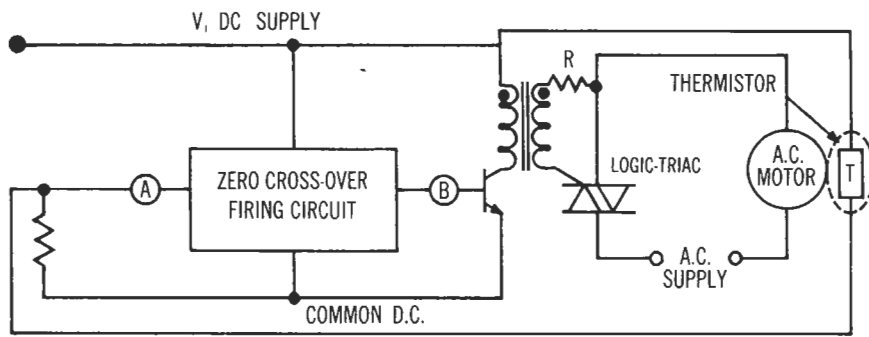 V, DC SUPPLY
R
THERMISTOR
A
ZERO CROSS-OVER
FIRING CIRCUIT
B
LOGIC-TRIAC
A.C.
MOTOR
T
A.C.
SUPPLY
COMMON D.C.